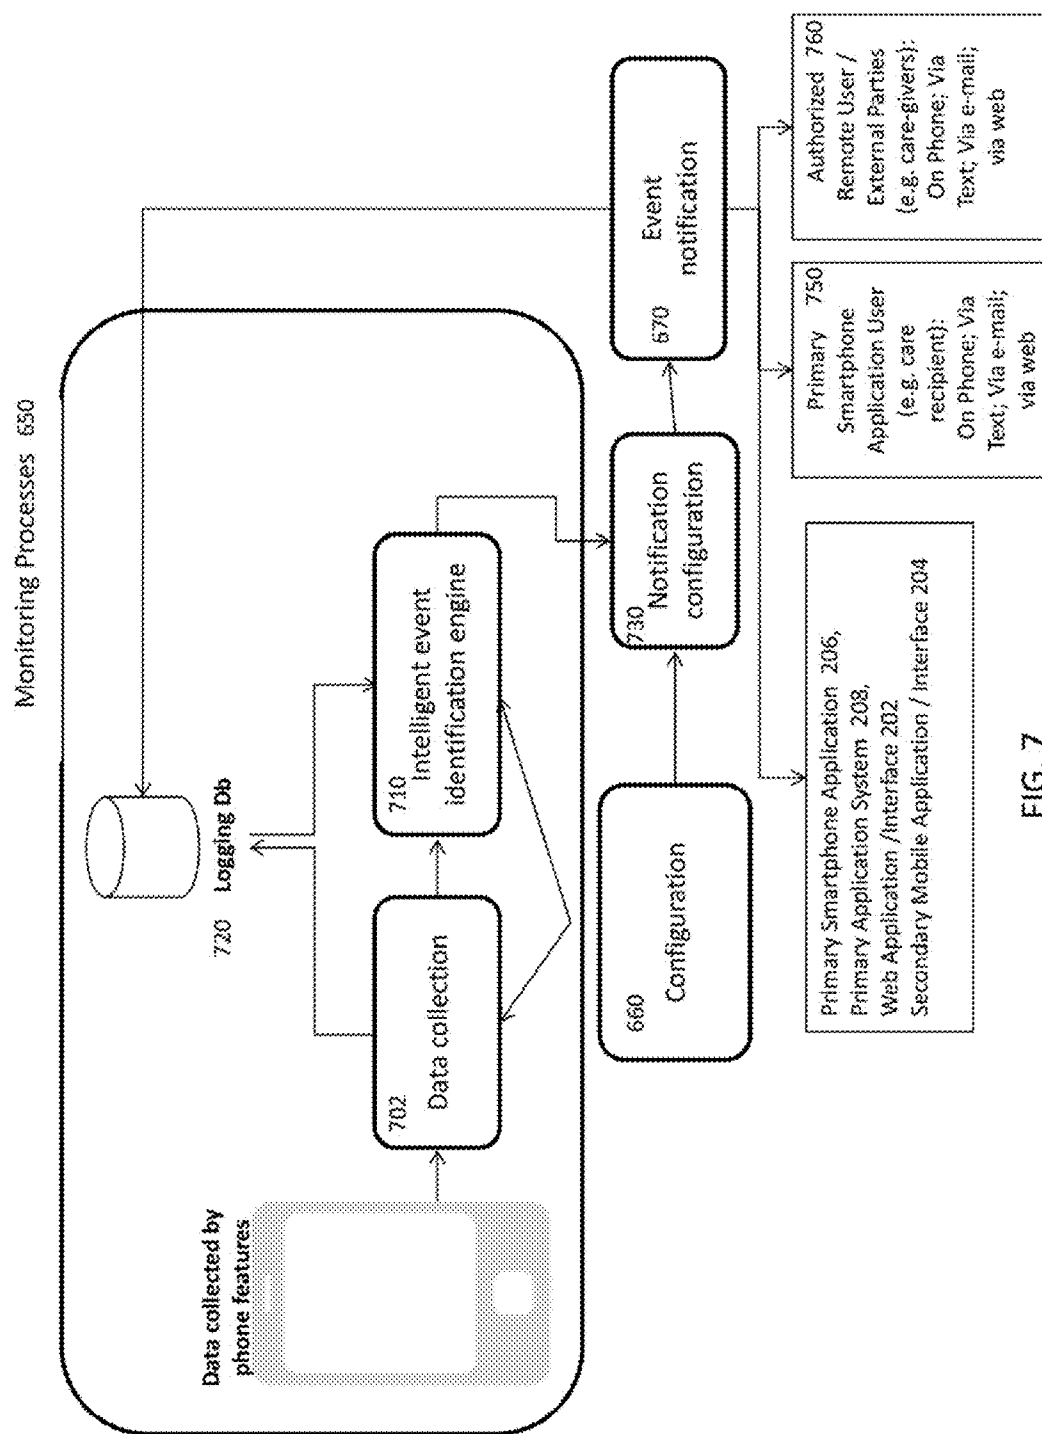 Monitoring Processes 650
Data collected by
phone features
720 Logging Db
702
Data collection
710
Intelligent event
identification engine
660
Configuration
730
Notification
configuration
670
Event
notification
Primary Smartphone Application 206,
Primary Application System 208,
Web Application /Interface 202
Secondary Mobile Application / Interface 204
Primary 750
Smartphone
Application User
(e.g. care
recipient):
On Phone; Via
Text; Via e-mail;
via web
Authorized 760
Remote User /
External Parties
(e.g. care-givers):
On Phone; Via
Text; Via e-mail;
via web
FIG. 7